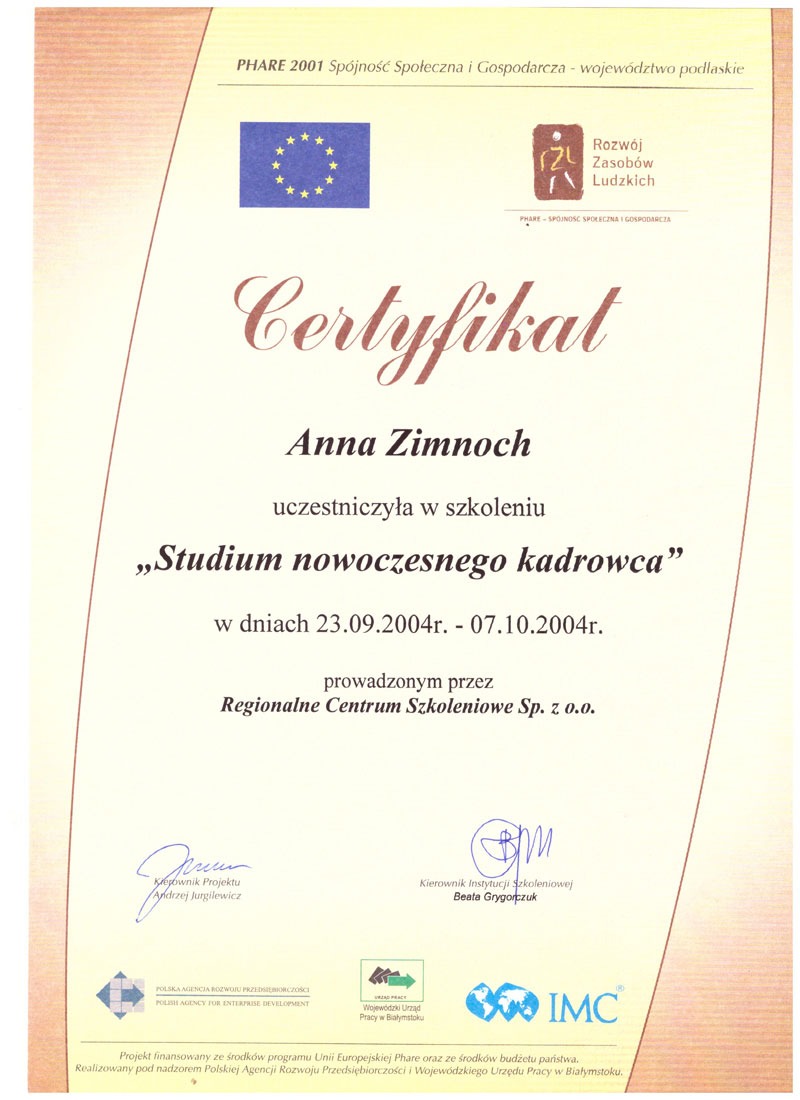 PHARE 2001 Spójność Społeczna i Gospodarcza - województwo podlaskie
Rozwój
Zasobów
Ludzkich
PHARE – SPÓJNOŚĆ SPOŁECZNA I GOSPODARCZA
Certyfikat
Anna Zimnoch
uczestniczyła w szkoleniu
„Studium nowoczesnego kadrowca”
w dniach 23.09.2004r. - 07.10.2004r.
prowadzonym przez
Regionalne Centrum Szkoleniowe Sp. z o.o.
Kierownik Projektu
Andrzej Jurgilewicz
Kierownik Instytucji Szkoleniowej
Beata Grygorczuk
POLSKA AGENCJA ROZWOJU PRZEDSIĘBIORCZOŚCI
POLISH AGENCY FOR ENTERPRISE DEVELOPMENT
URZĄD PRACY
Wojewódzki Urząd
Pracy w Białymstoku
IMC®
Projekt finansowany ze środków programu Unii Europejskiej Phare oraz ze środków budżetu państwa.
Realizowany pod nadzorem Polskiej Agencji Rozwoju Przedsiębiorczości i Wojewódzkiego Urzędu Pracy w Białymstoku.